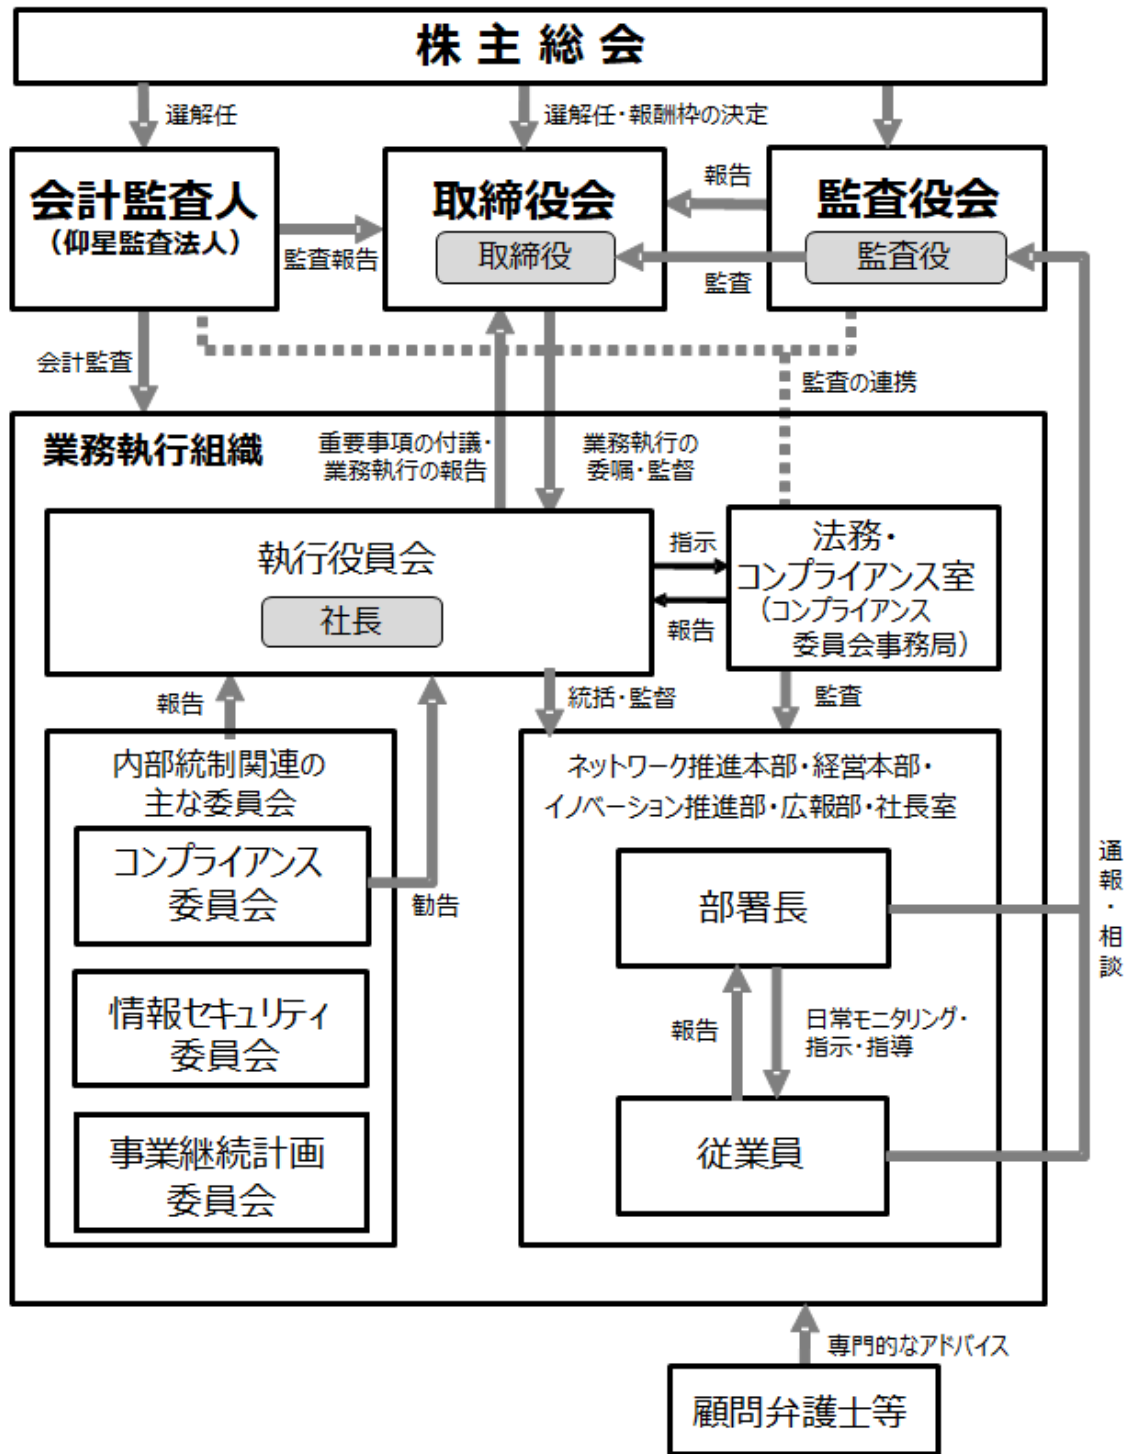 株主総会
選解任
選解任・報酬枠の決定
会計監査人
（仰星監査法人）
監査報告
取締役会
取締役
報告
監査
監査役会
監査役
会計監査
監査の連携
業務執行組織
重要事項の付議・
業務執行の報告
業務執行の
委嘱・監督
執行役員会
社長
指示
報告
法務・
コンプライアンス室
（コンプライアンス
委員会事務局）
報告
統括・監督
監査
内部統制関連の
主な委員会
コンプライアンス
委員会
勧告
情報セキュリティ
委員会
事業継続計画
委員会
ネットワーク推進本部・経営本部・
イノベーション推進部・広報部・社長室
部署長
報告
日常モニタリング・
指示・指導
従業員
通報・相談
専門的なアドバイス
顧問弁護士等